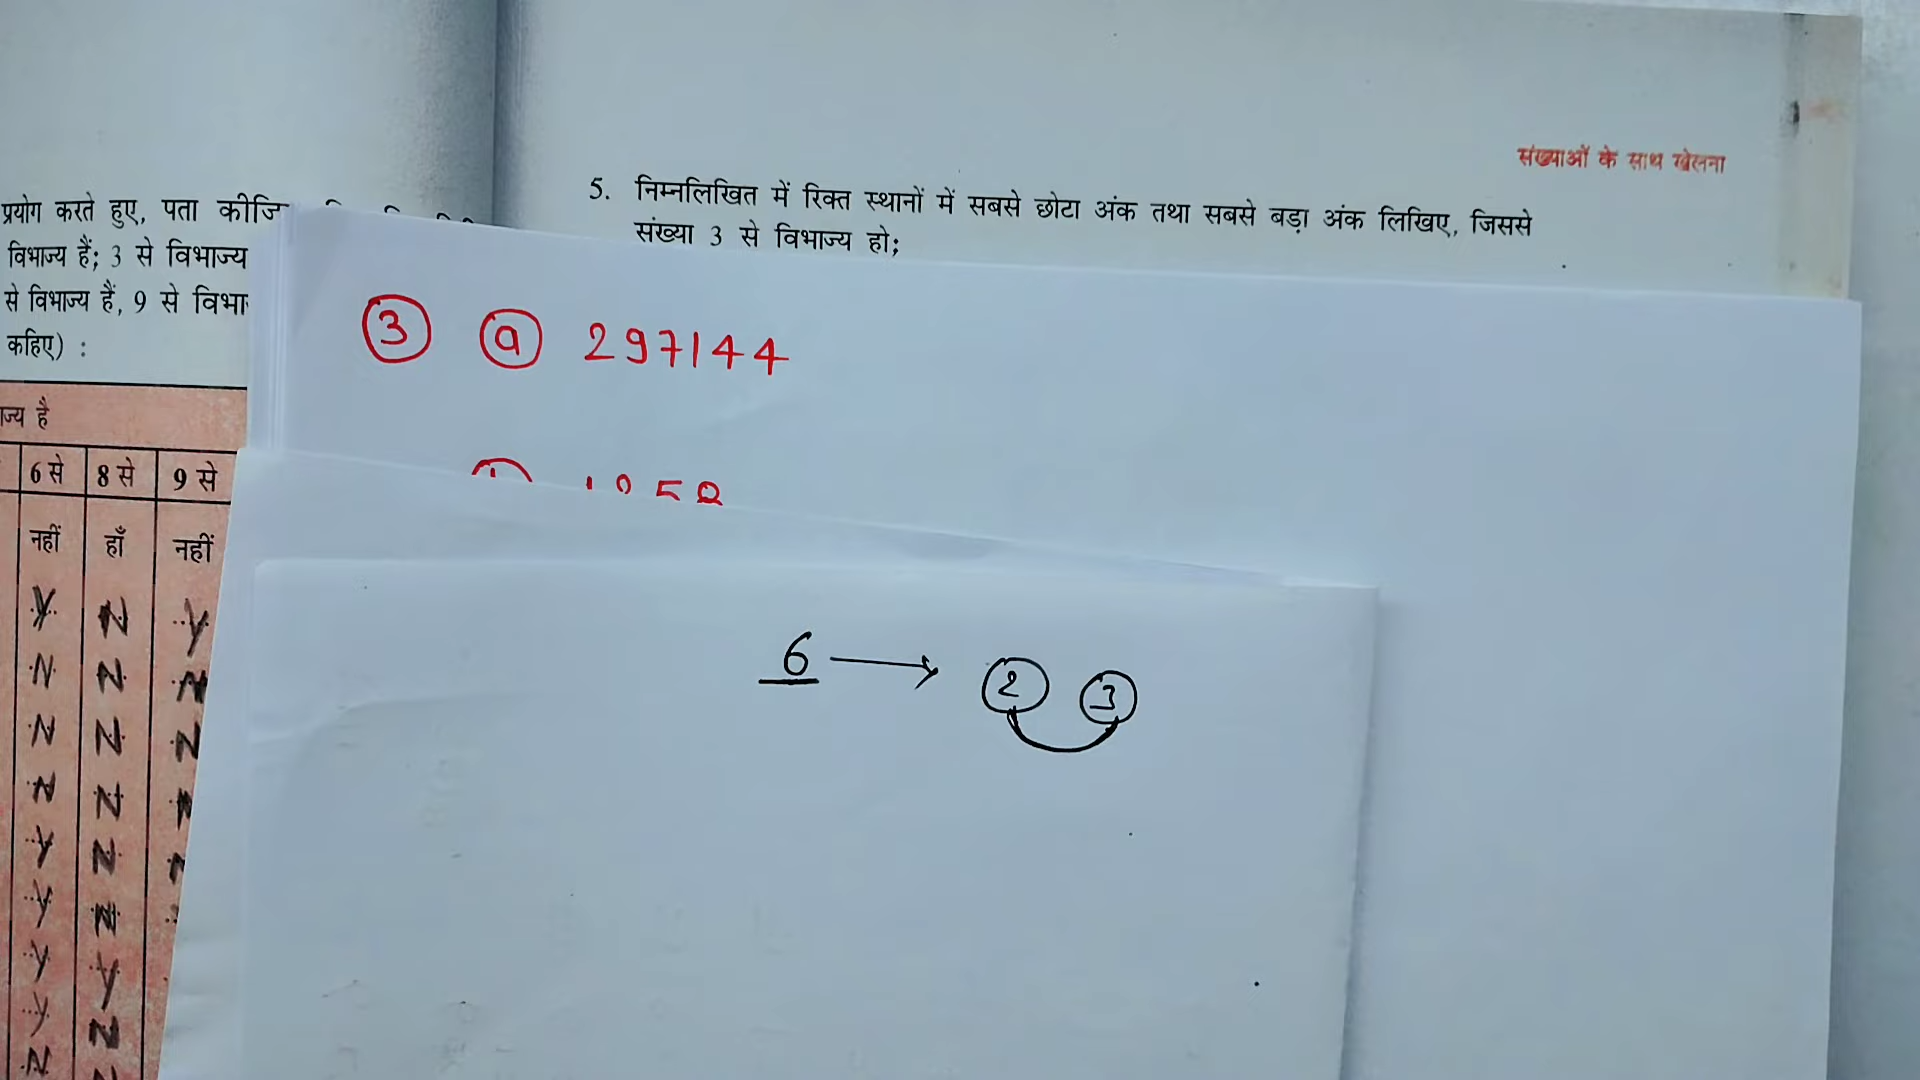 संख्याओं के साथ खेलना
प्रयोग करते हुए, पता कीजि
विभाज्य हैं; 3 से विभाज्य
से विभाज्य हैं, 9 से विभा
कहिए) :
ज्य है
6 से 8 से 9 से
नहीं हाँ नहीं
Y N Y
N N N
N N N
N N N
Y N N
Y N
Y Y
Y N
N
5. निम्नलिखित में रिक्त स्थानों में सबसे छोटा अंक तथा सबसे बड़ा अंक लिखिए, जिससे
संख्या 3 से विभाज्य हो;
3 a 297144
6 → 2 3